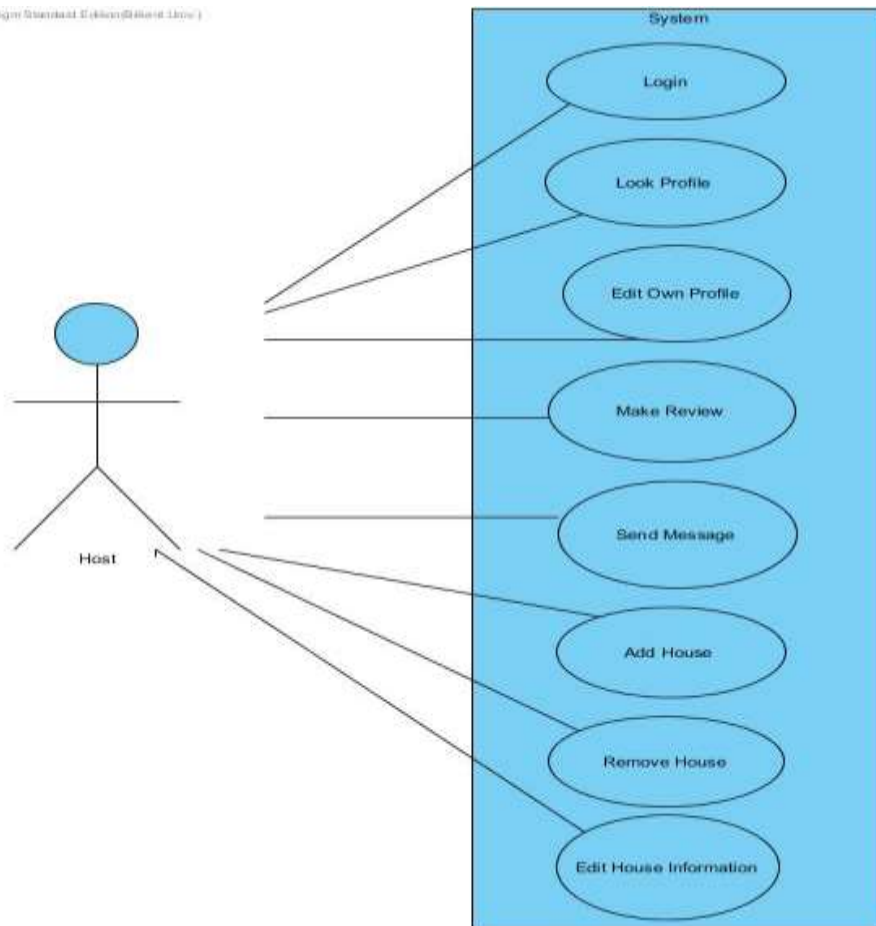 System
Login
Look Profile
Edit Own Profile
Make Review
Send Message
Host
Add House
Remove House
Edit House Information